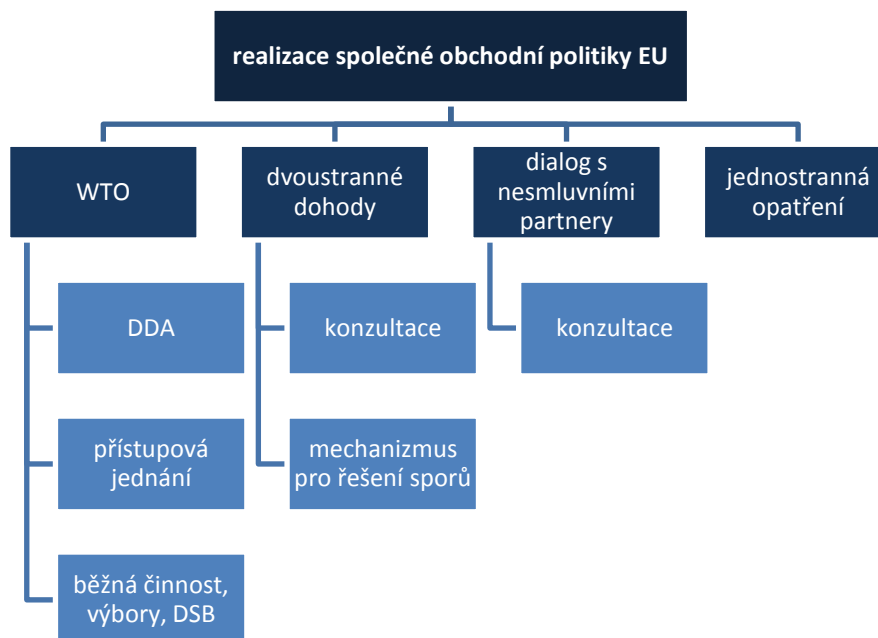 realizace společné obchodní politiky EU
WTO
dvoustranné
dohody
dialog s
nesmluvními
partnery
jednostranná
opatření
DDA
konzultace
konzultace
přístupová
jednání
mechanizmus
pro řešení sporů
běžná činnost,
výbory, DSB